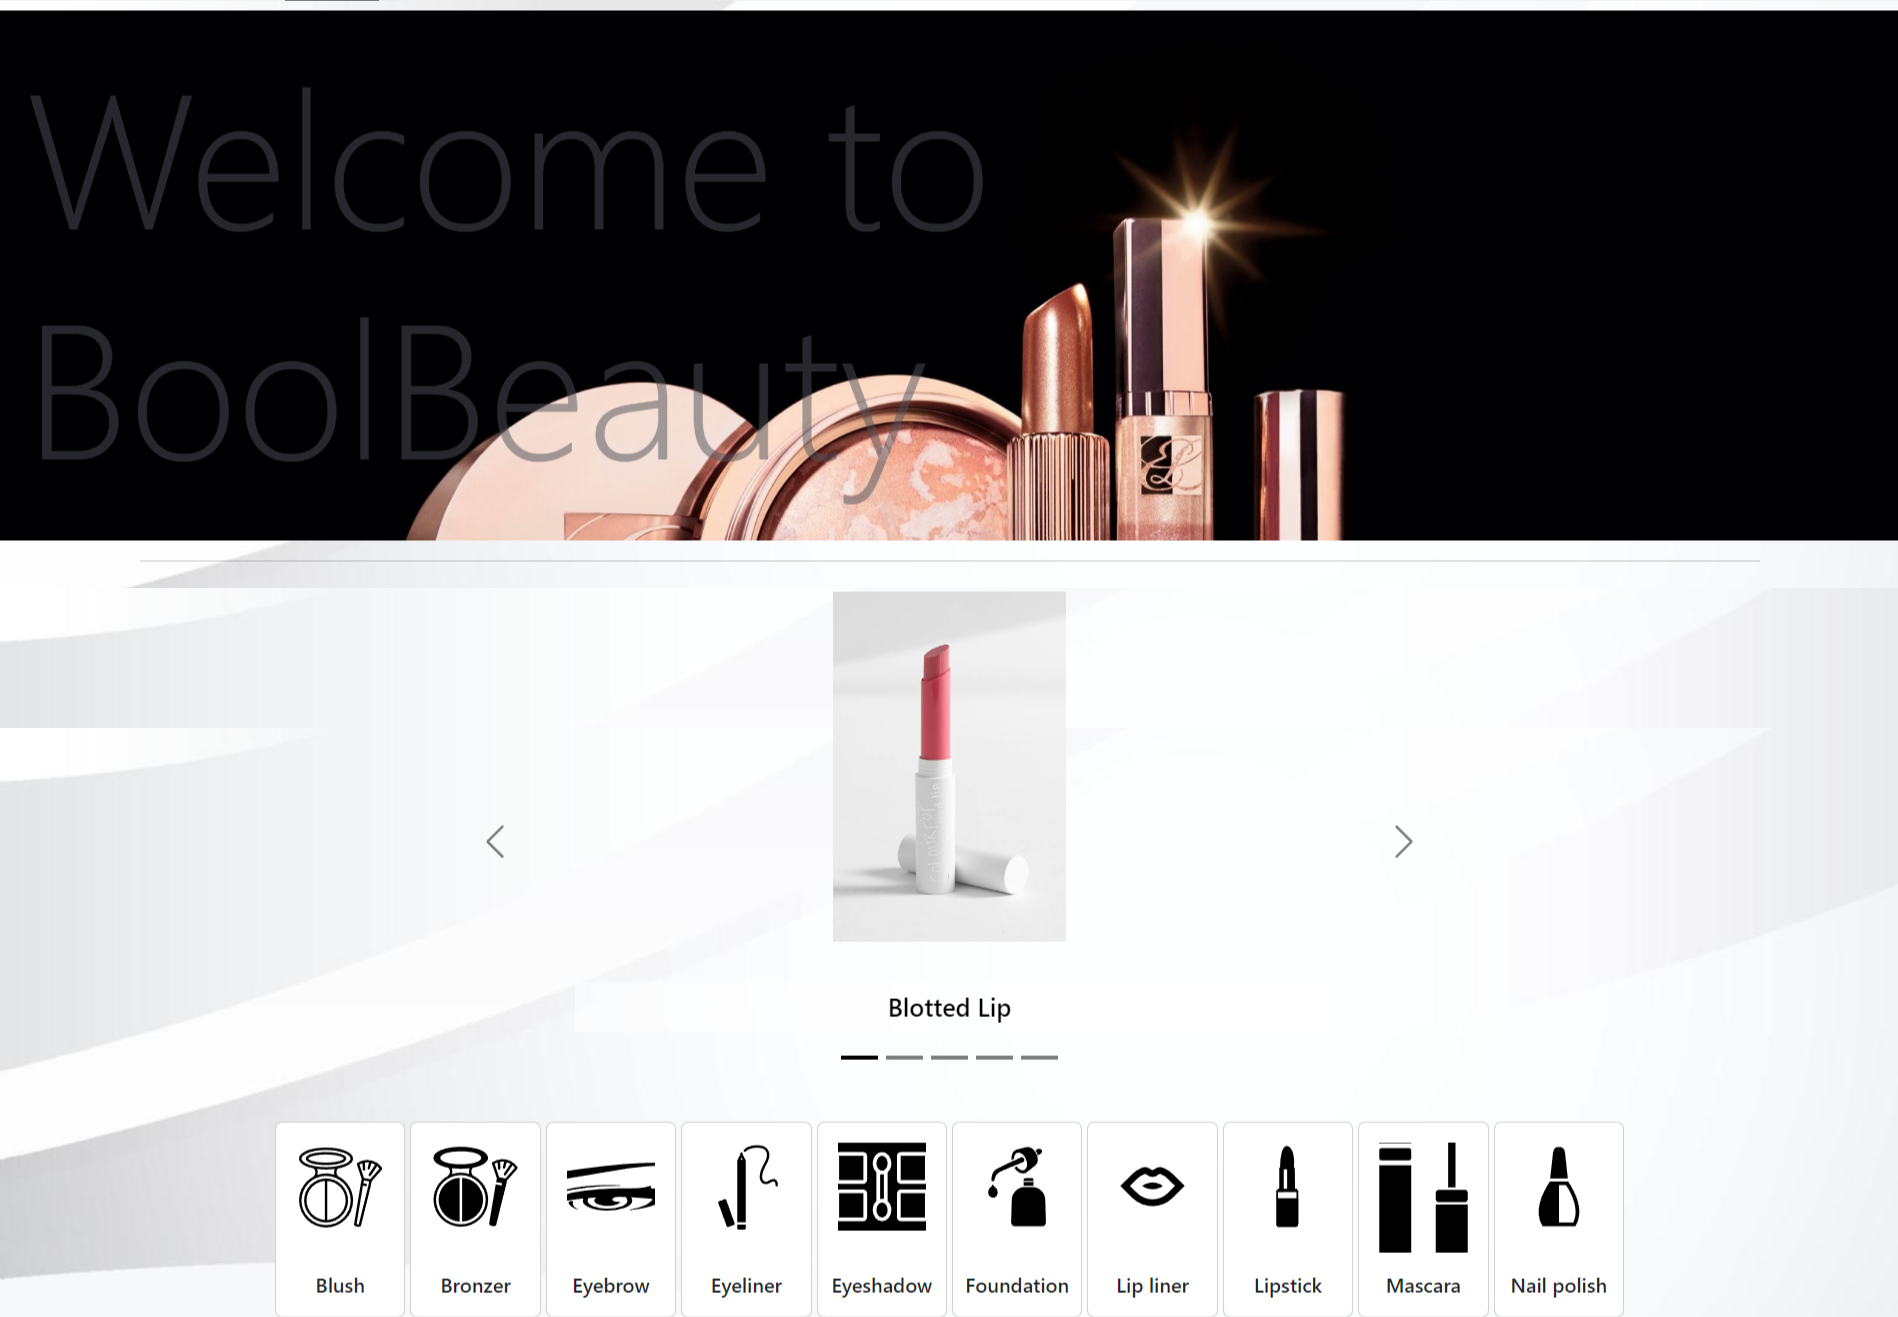 Welcome to
BoolBeauty
Blotted Lip
Blush
Bronzer
Eyebrow
Eyeliner
Eyeshadow
Foundation
Lip liner
Lipstick
Mascara
Nail polish